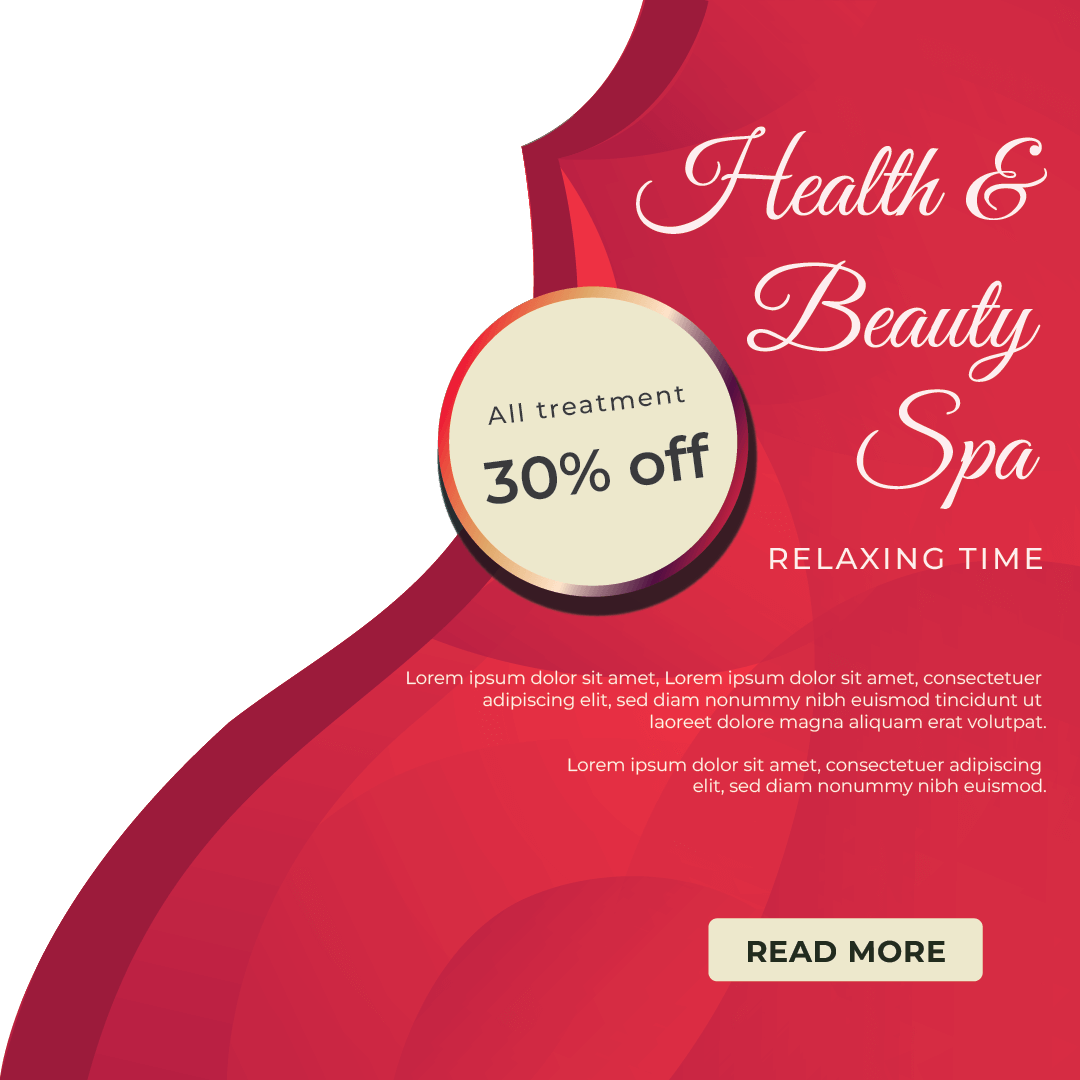 Health &
Beauty
Spa
All treatment
30% off
RELAXING TIME
Lorem ipsum dolor sit amet, Lorem ipsum dolor sit amet, consectetuer
adipiscing elit, sed diam nonummy nibh euismod tincidunt ut
laoreet dolore magna aliquam erat volutpat.
Lorem ipsum dolor sit amet, consectetuer adipiscing
elit, sed diam nonummy nibh euismod.
READ MORE